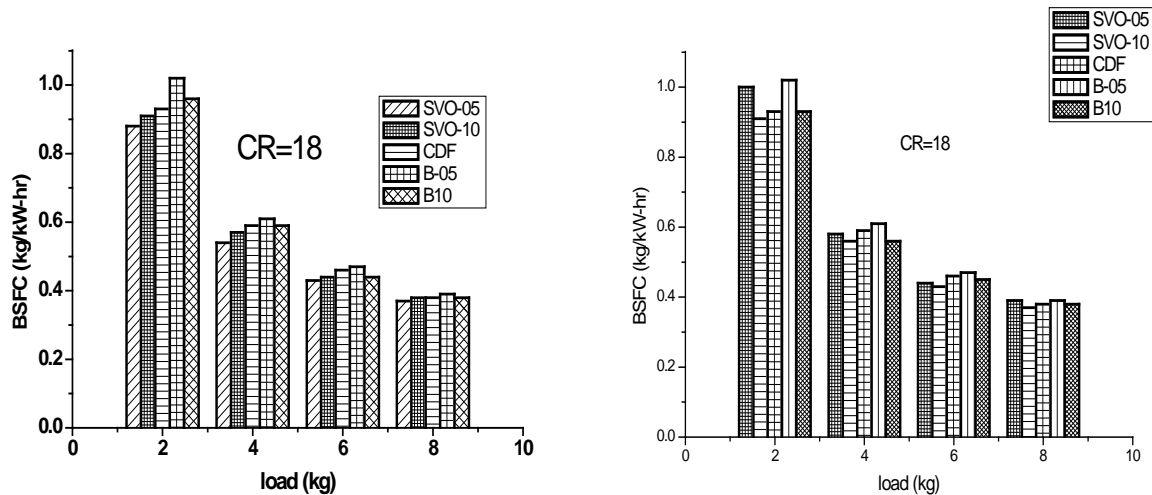 1.0
0.8
0.6
0.4
0.2
0.0
BSFC (kg/kW-hr)
0 2 4 6 8 10
load (kg)
CR=18
SVO-05
SVO-10
CDF
B-05
B10
1.0
0.8
0.6
0.4
0.2
0.0
BSFC (kg/kW-hr)
0 2 4 6 8 10
load (kg)
CR=18
SVO-05
SVO-10
CDF
B-05
B10